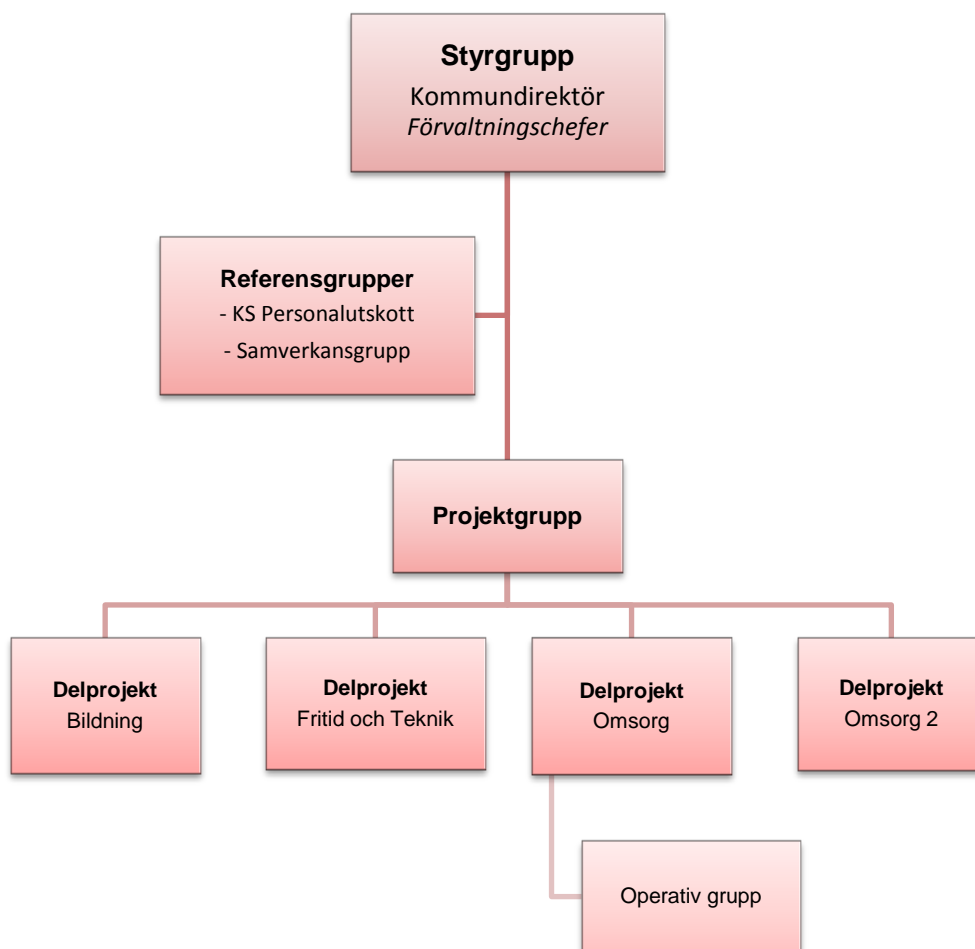 Styrgrupp
Kommundirektör
Förvaltningschefer
Referensgrupper
- KS Personalutskott
- Samverkansgrupp
Projektgrupp
Delprojekt
Bildning
Delprojekt
Fritid och Teknik
Delprojekt
Omsorg
Delprojekt
Omsorg 2
Operativ grupp